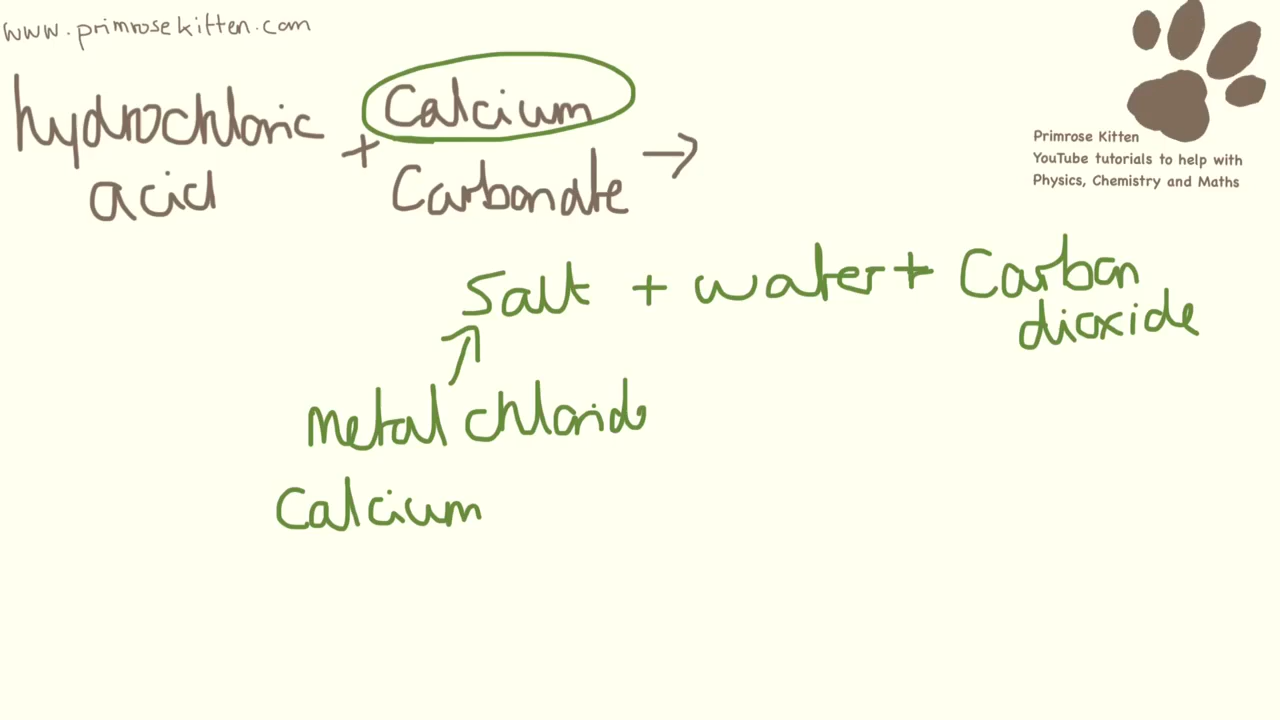 www.primrosekitten.com
hydrochloric acid + Calcium Carbonate →
Primrose Kitten
YouTube tutorials to help with
Physics, Chemistry and Maths
Salt + water + Carbon dioxide
metal chloride
Calcium